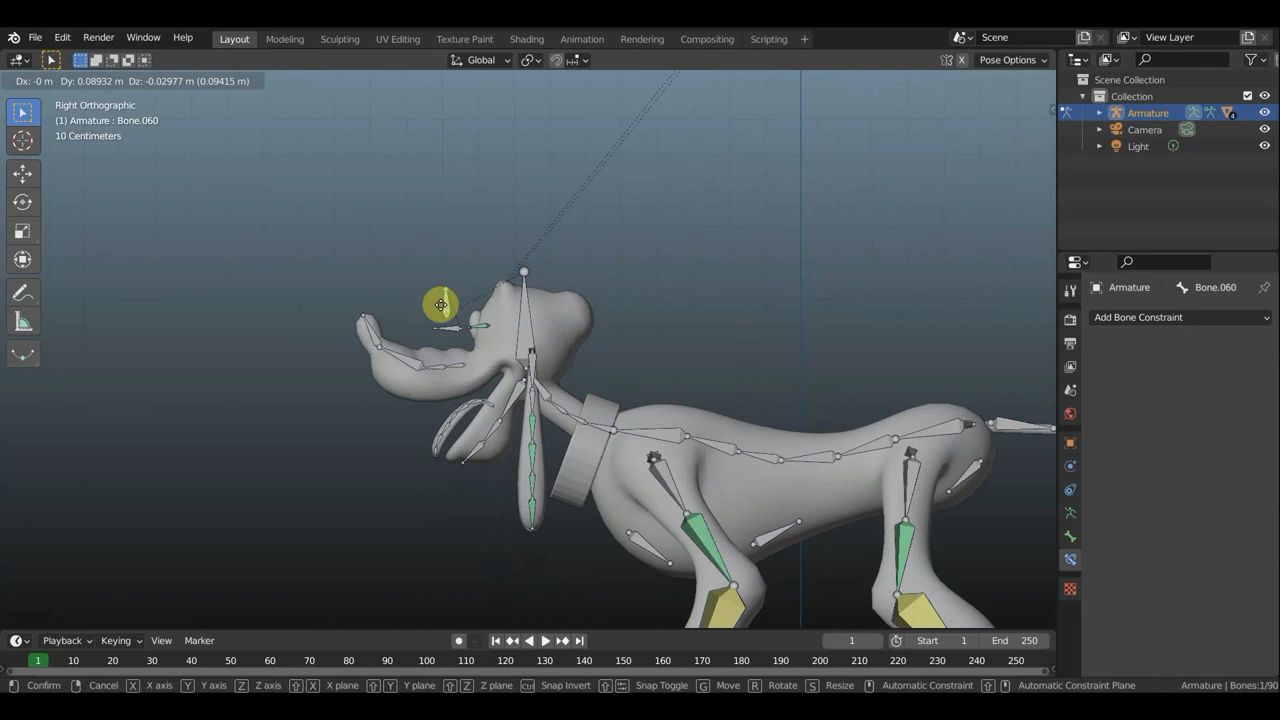 File Edit Render Window Help Layout Modeling Sculpting UV Editing Texture Paint Shading Animation Rendering Compositing Scripting + Scene View Layer
Global Pose Options
X
Dx: -0 m Dy: 0.08932 m Dz: -0.02977 m (0.09415 m)
Right Orthographic
(1) Armature : Bone.060
10 Centimeters
Scene Collection
Collection
Armature
4
Camera
Light
Armature Bone.060
Add Bone Constraint
Playback Keying View Marker 1 Start 1 End 250
1 10 20 30 40 50 60 70 80 90 100 110 120 130 140 150 160 170 180 190 200 210 220 230 240 250
Confirm Cancel X X axis Y Y axis Z Z axis X X plane Y Y plane Z Z plane Ctrl Snap Invert Snap Toggle G Move R Rotate S Resize Automatic Constraint Automatic Constraint Plane Armature | Bones:1/90